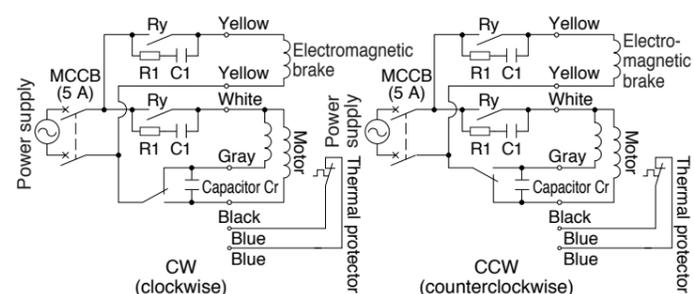 Ry
Yellow
Electromagnetic
brake
R1 C1
Yellow
MCCB
(5 A)
Ry
White
Power supply
R1 C1
Motor
Gray
Capacitor Cr
Thermal protector
Black
Blue
Blue
CW
(clockwise)
Ry
Yellow
Electro-
magnetic
brake
R1 C1
Yellow
MCCB
(5 A)
Ry
White
Power
supply
R1 C1
Motor
Gray
Capacitor Cr
Thermal protector
Black
Blue
Blue
CCW
(counterclockwise)